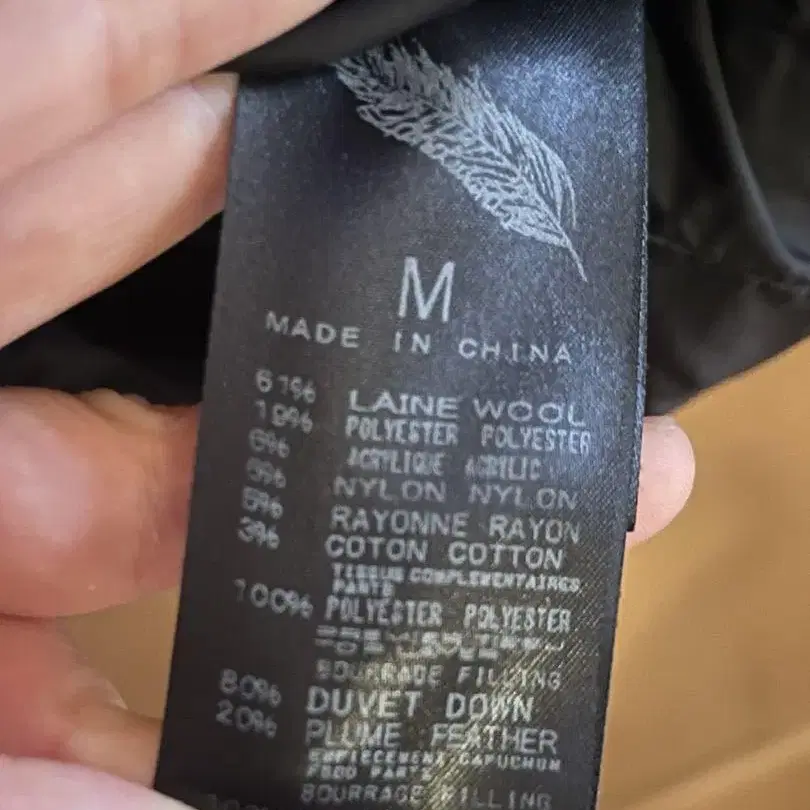 M
MADE IN CHINA
61% LAINE WOOL
19% POLYESTER POLYESTER
6% ACRYLIQUE ACRYLIC
6% NYLON NYLON
5% RAYONNE RAYON
3% COTON COTTON
TISSUS COMPLEMENTAIRES
PARTS
100% POLYESTER POLYESTER
BOURRAGE FILLING
80% DUVET DOWN
20% PLUME FEATHER
EMPIECEMENT CAPUCHON
PARTS
BOURRAGE FILLING